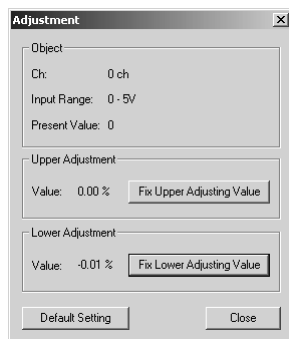 Adjustment
Object
Ch: 0 ch
Input Range: 0 - 5V
Present Value: 0
Upper Adjustment
Value: 0.00 % Fix Upper Adjusting Value
Lower Adjustment
Value: -0.01 % Fix Lower Adjusting Value
Default Setting Close